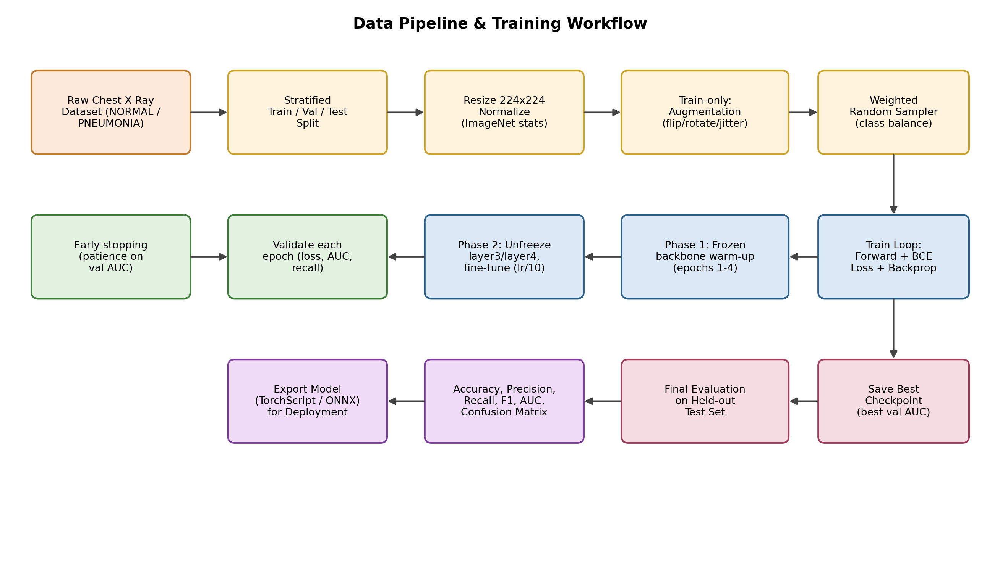 Data Pipeline & Training Workflow
Raw Chest X-Ray
Dataset (NORMAL /
PNEUMONIA)
Stratified
Train / Val / Test
Split
Resize 224x224
Normalize
(ImageNet stats)
Train-only:
Augmentation
(flip/rotate/jitter)
Weighted
Random Sampler
(class balance)
Early stopping
(patience on
val AUC)
Validate each
epoch (loss, AUC,
recall)
Phase 2: Unfreeze
layer3/layer4,
fine-tune (lr/10)
Phase 1: Frozen
backbone warm-up
(epochs 1-4)
Train Loop:
Forward + BCE
Loss + Backprop
Export Model
(TorchScript / ONNX)
for Deployment
Accuracy, Precision,
Recall, F1, AUC,
Confusion Matrix
Final Evaluation
on Held-out
Test Set
Save Best
Checkpoint
(best val AUC)